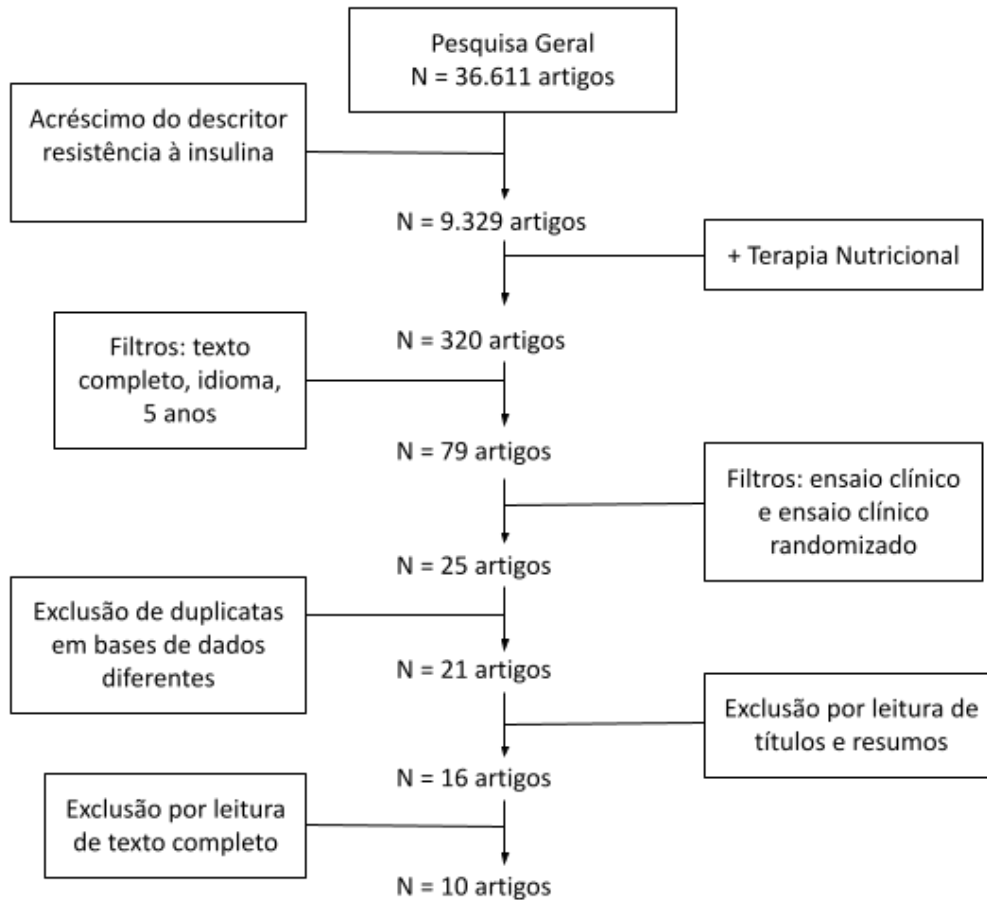 Pesquisa Geral
N = 36.611 artigos
Acréscimo do descritor
resistência à insulina
N = 9.329 artigos
+ Terapia Nutricional
N = 320 artigos
Filtros: texto
completo, idioma,
5 anos
N = 79 artigos
Filtros: ensaio clínico
e ensaio clínico
randomizado
N = 25 artigos
Exclusão de duplicatas
em bases de dados
diferentes
N = 21 artigos
Exclusão por leitura de
títulos e resumos
N = 16 artigos
Exclusão por leitura
de texto completo
N = 10 artigos